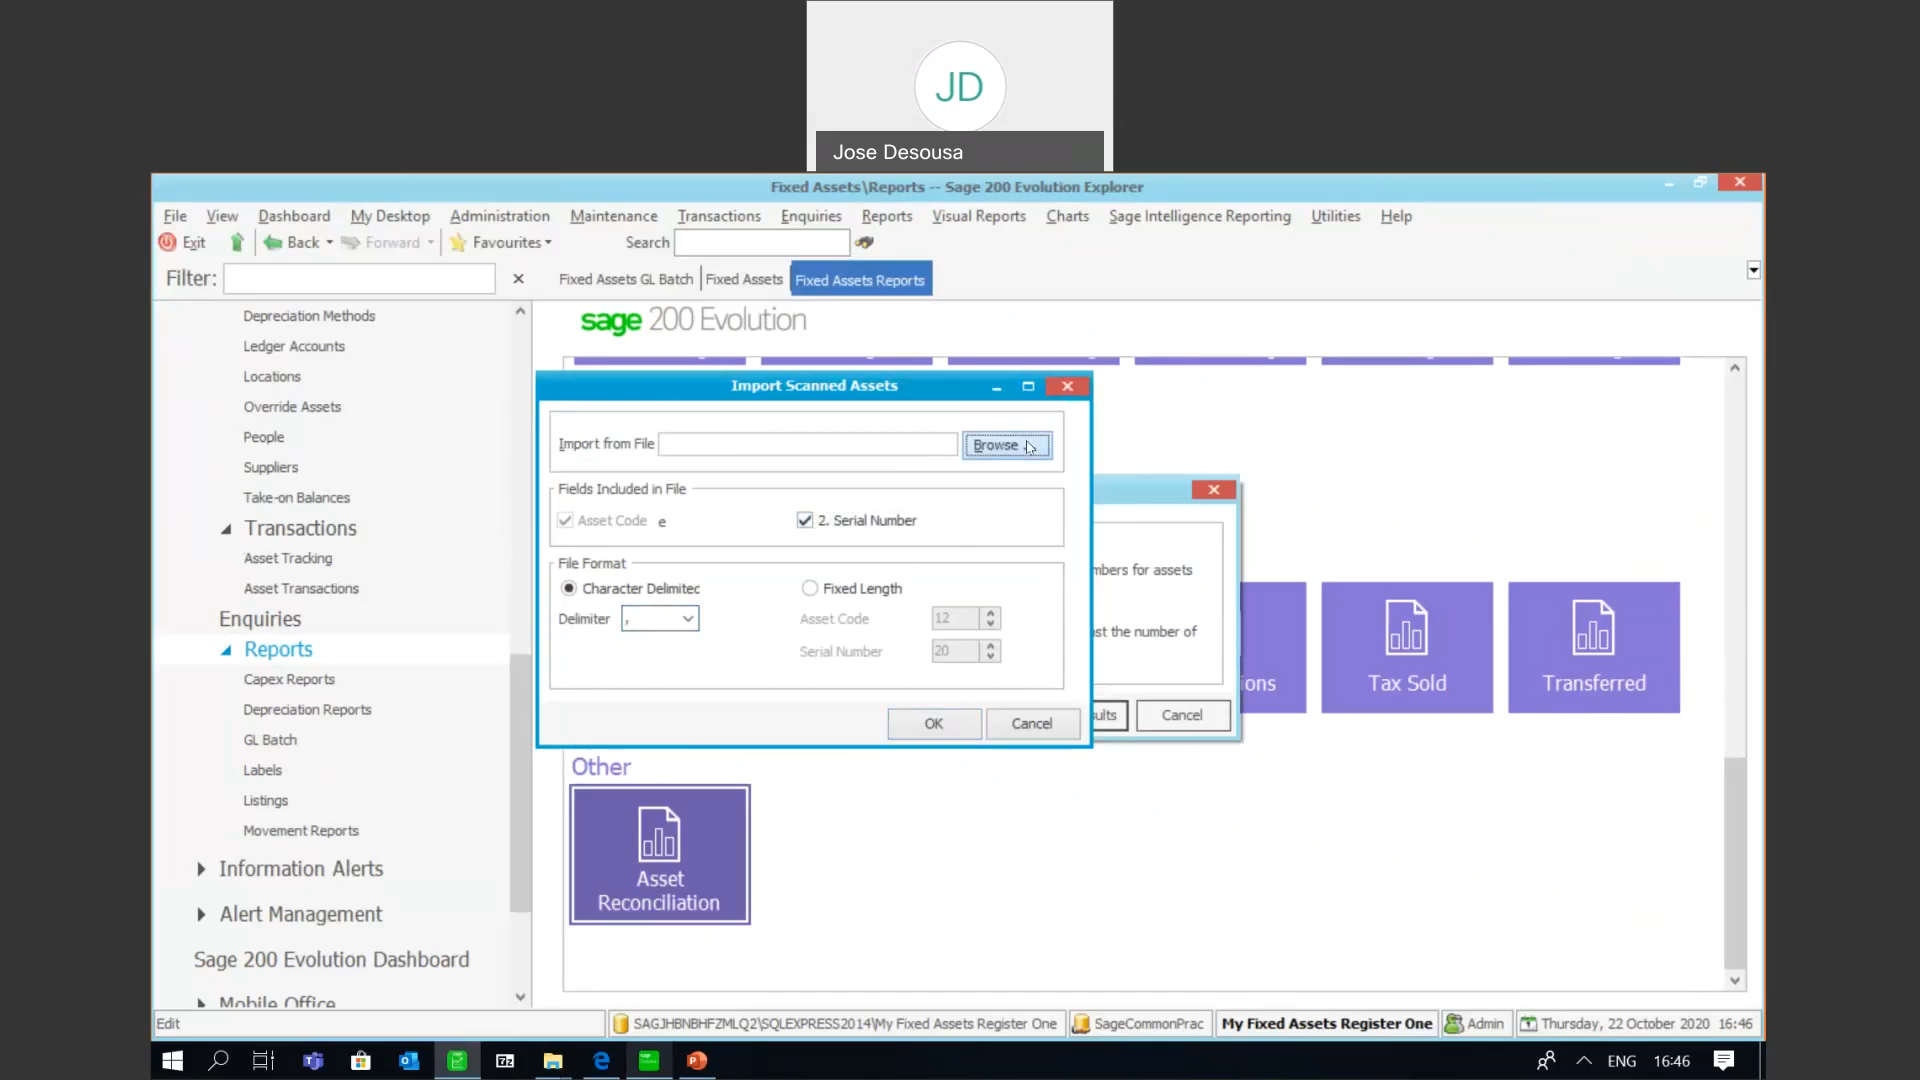 JD
Jose Desousa
Fixed Assets\Reports -- Sage 200 Evolution Explorer
File View Dashboard My Desktop Administration Maintenance Transactions Enquiries Reports Visual Reports Charts Sage Intelligence Reporting Utilities Help
Exit Back Forward Favourites Search
Filter: Fixed Assets GL Batch Fixed Assets Fixed Assets Reports
sage 200 Evolution
Depreciation Methods
Ledger Accounts
Locations
Override Assets
People
Suppliers
Take-on Balances
Transactions
Asset Tracking
Asset Transactions
Enquiries
Reports
Capex Reports
Depreciation Reports
GL Batch
Labels
Listings
Movement Reports
Information Alerts
Alert Management
Sage 200 Evolution Dashboard
Mobile Office
Import Scanned Assets
Import from File Browse
Fields Included in File
Asset Code e 2. Serial Number
File Format
Character Delimited Fixed Length
Delimiter , Asset Code 12
Serial Number 20
OK Cancel
mbers for assets
st the number of
ults Cancel
ions
Tax Sold
Transferred
Other
Asset
Reconciliation
Edit SAGJHBNBHFZMLQ2\SQLEXPRESS2014\My Fixed Assets Register One SageCommonPrac My Fixed Assets Register One Admin Thursday, 22 October 2020 16:46
7z sage P ENG 16:46